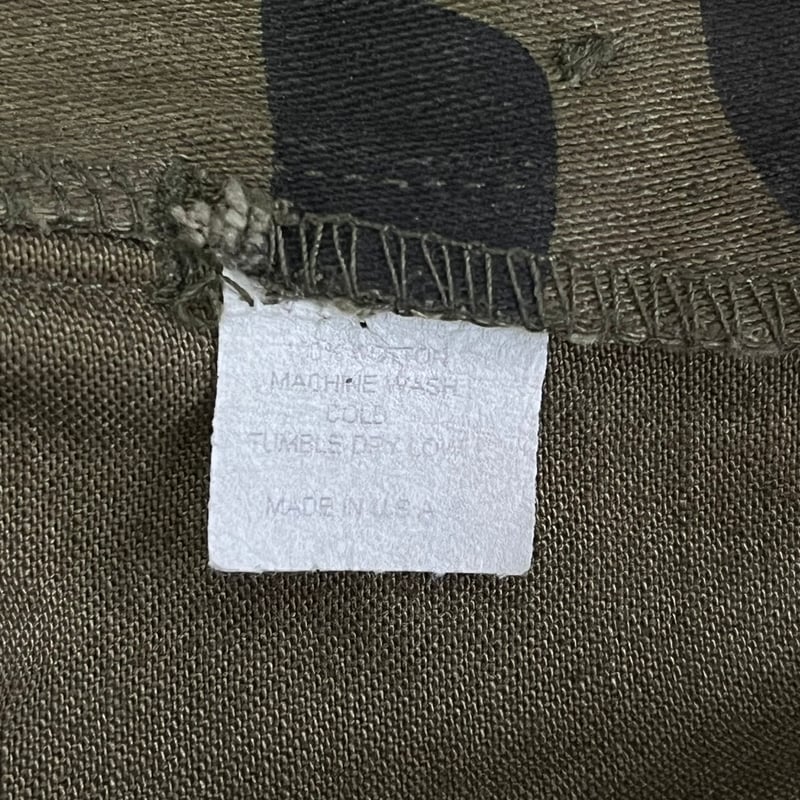 COTTON
MACHINE WASH
COLD
TUMBLE DRY LOW
MADE IN U.S.A